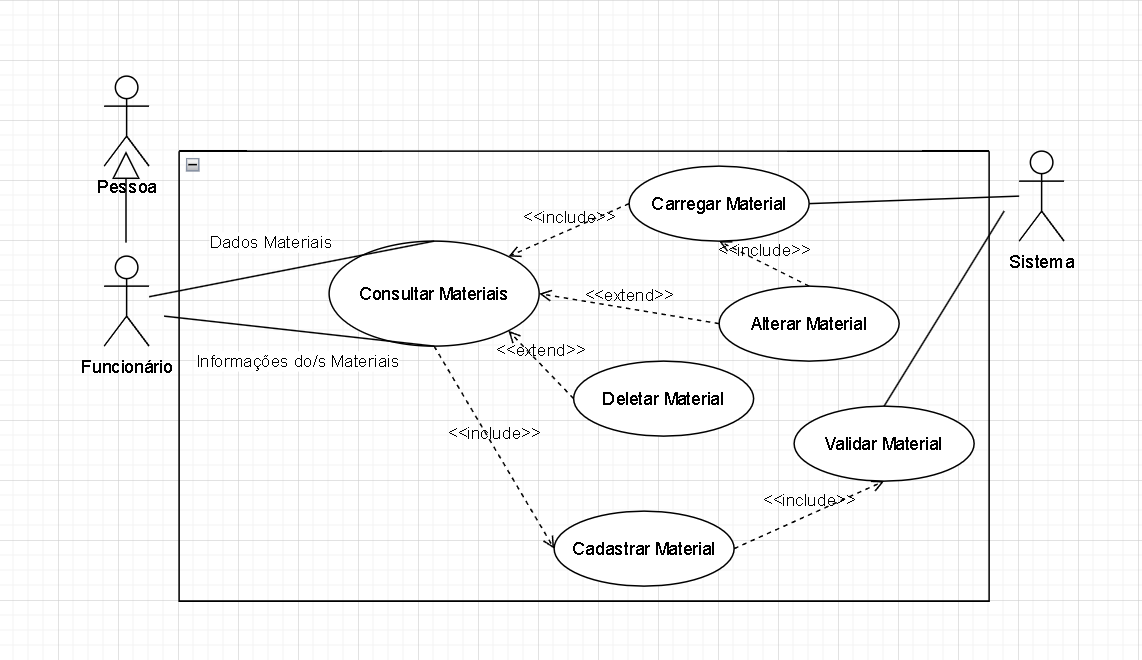 Pessoa
Funcionário
Dados Materiais
Informações do/s Materiais
Consultar Materiais
<<include>>
Carregar Material
<<include>>
<<extend>>
Alterar Material
<<extend>>
Deletar Material
<<include>>
Validar Material
<<include>>
Cadastrar Material
Sistema